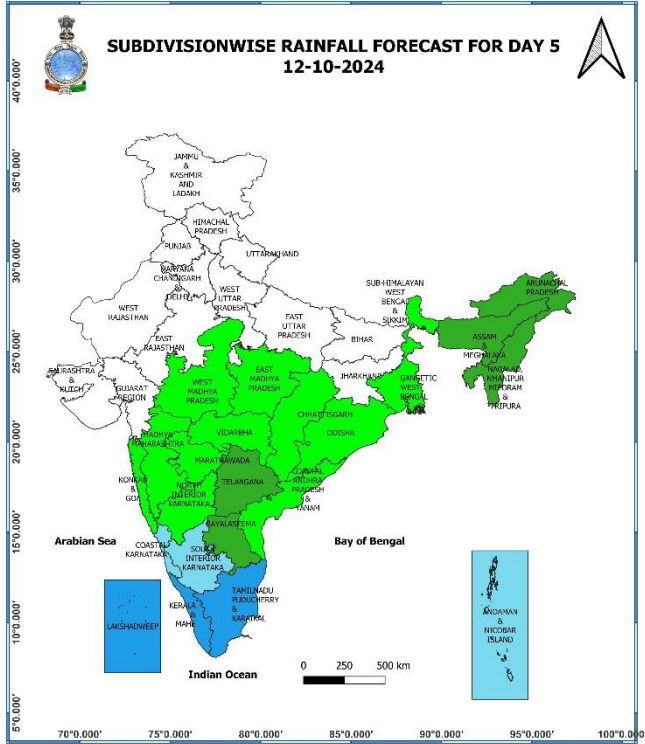 SUBDIVISIONWISE RAINFALL FORECAST FOR DAY 5
12-10-2024
40°0.000'
35°0.000'
30°0.000'
25°0.000'
20°0.000'
15°0.000'
10°0.000'
5°0.000'
JAMMU
&
KASHMIR
AND
LADAKH
HIMACHAL
PRADESH
PUNJAB
UTTARAKHAND
HARYANA
CHANDIGARH
&
DELHI
WEST
UTTAR
PRADESH
WEST
RAJASTHAN
EAST
RAJASTHAN
EAST
UTTAR
PRADESH
SUB-HIMALAYAN
WEST
BENGAL
&
SIKKIM
ARUNACHAL
PRADESH
ASSAM
&
MEGHALAYA
NAGALAND,
MANIPUR
MIZORAM
&
TRIPURA
BIHAR
JHARKHAND
GANGETIC
WEST
BENGAL
SAURASHTRA
&
KUTCH
GUJARAT
REGION
WEST
MADHYA
PRADESH
EAST
MADHYA
PRADESH
CHHATTISGARH
ODISHA
VIDARBHA
MADHYA
MAHARASHTRA
MARATHAWADA
KONKAN
&
GOA
NORTH
INTERIOR
KARNATAKA
TELANGANA
COASTAL
ANDHRA
PRADESH
&
YANAM
RAYALASEEMA
COASTAL
KARNATAKA
SOUTH
INTERIOR
KARNATAKA
Arabian Sea
Bay of Bengal
LAKSHADWEEP
KERALA
&
MAHE
TAMILNADU
PUDUCHERRY
&
KARAIKAL
ANDAMAN
&
NICOBAR
ISLAND
Indian Ocean
0 250 500 km
70°0.000' 75°0.000' 80°0.000' 85°0.000' 90°0.000' 95°0.000' 100°0.000'